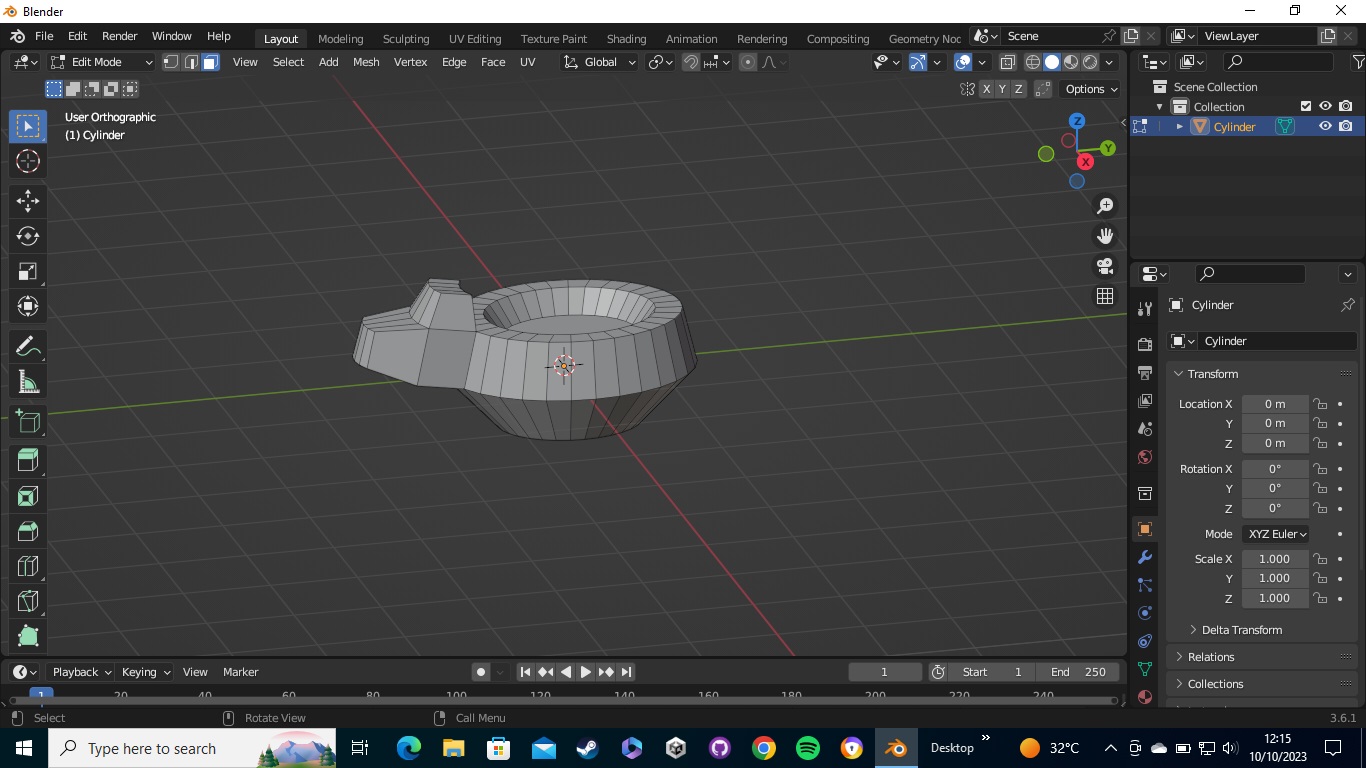 Blender
File Edit Render Window Help Layout Modeling Sculpting UV Editing Texture Paint Shading Animation Rendering Compositing Geometry Noc Scene ViewLayer
Edit Mode View Select Add Mesh Vertex Edge Face UV Global
X Y Z Options
User Orthographic
(1) Cylinder
Z
Y
X
Scene Collection
Collection
Cylinder
Cylinder
Cylinder
Transform
Location X 0 m
Y 0 m
Z 0 m
Rotation X 0°
Y 0°
Z 0°
Mode XYZ Euler
Scale X 1.000
Y 1.000
Z 1.000
Delta Transform
Relations
Collections
Playback Keying View Marker 1 Start 1 End 250
1 20 40 60 80 100 120 140 160 180 200 220 240
Select Rotate View Call Menu 3.6.1
Type here to search Desktop 32°C 12:15
10/10/2023